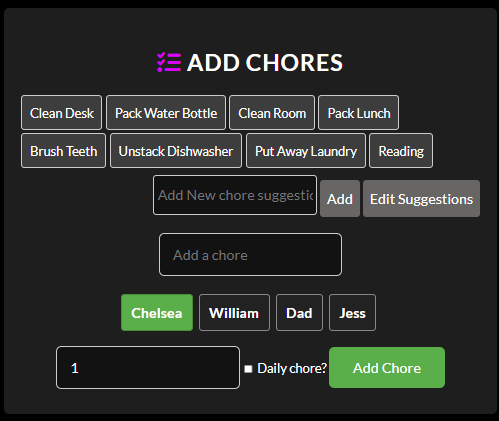 ADD CHORES
Clean Desk Pack Water Bottle Clean Room Pack Lunch
Brush Teeth Unstack Dishwasher Put Away Laundry Reading
Add New chore suggestic Add Edit Suggestions
Add a chore
Chelsea William Dad Jess
1 Daily chore? Add Chore